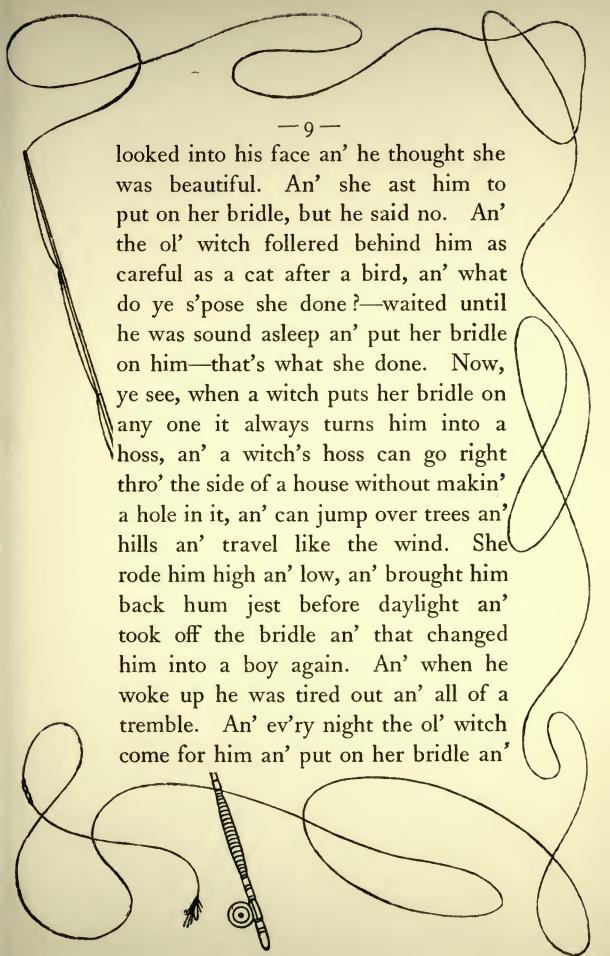 —9—
looked into his face an' he thought she
was beautiful. An' she ast him to
put on her bridle, but he said no. An'
the ol' witch follered behind him as
careful as a cat after a bird, an' what
do ye s'pose she done?—waited until
he was sound asleep an' put her bridle
on him—that's what she done. Now,
ye see, when a witch puts her bridle on
any one it always turns him into a
hoss, an' a witch's hoss can go right
thro' the side of a house without makin'
a hole in it, an' can jump over trees an'
hills an' travel like the wind. She
rode him high an' low, an' brought him
back hum jest before daylight an'
took off the bridle an' that changed
him into a boy again. An' when he
woke up he was tired out an' all of a
tremble. An' ev'ry night the ol' witch
come for him an' put on her bridle an'